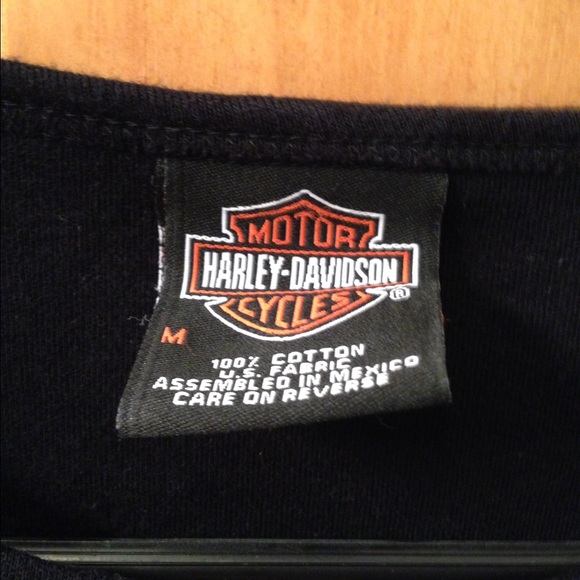 MOTOR
HARLEY-DAVIDSON
CYCLES ®
M
100% COTTON
U.S. FABRIC
ASSEMBLED IN MEXICO
CARE ON REVERSE